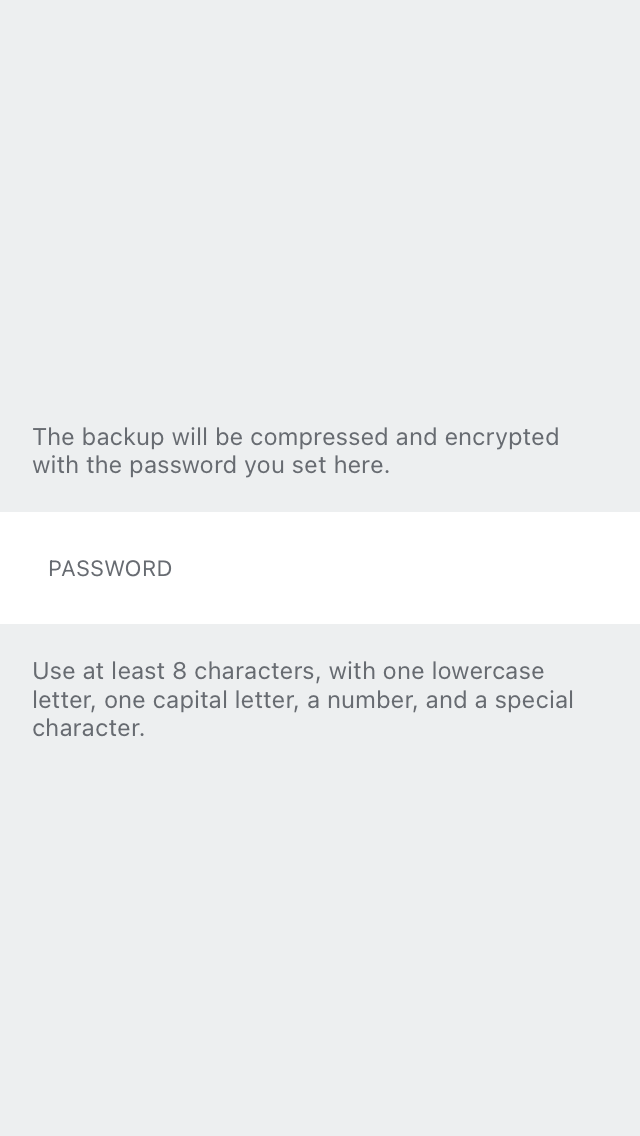 The backup will be compressed and encrypted
with the password you set here.
PASSWORD
Use at least 8 characters, with one lowercase
letter, one capital letter, a number, and a special
character.